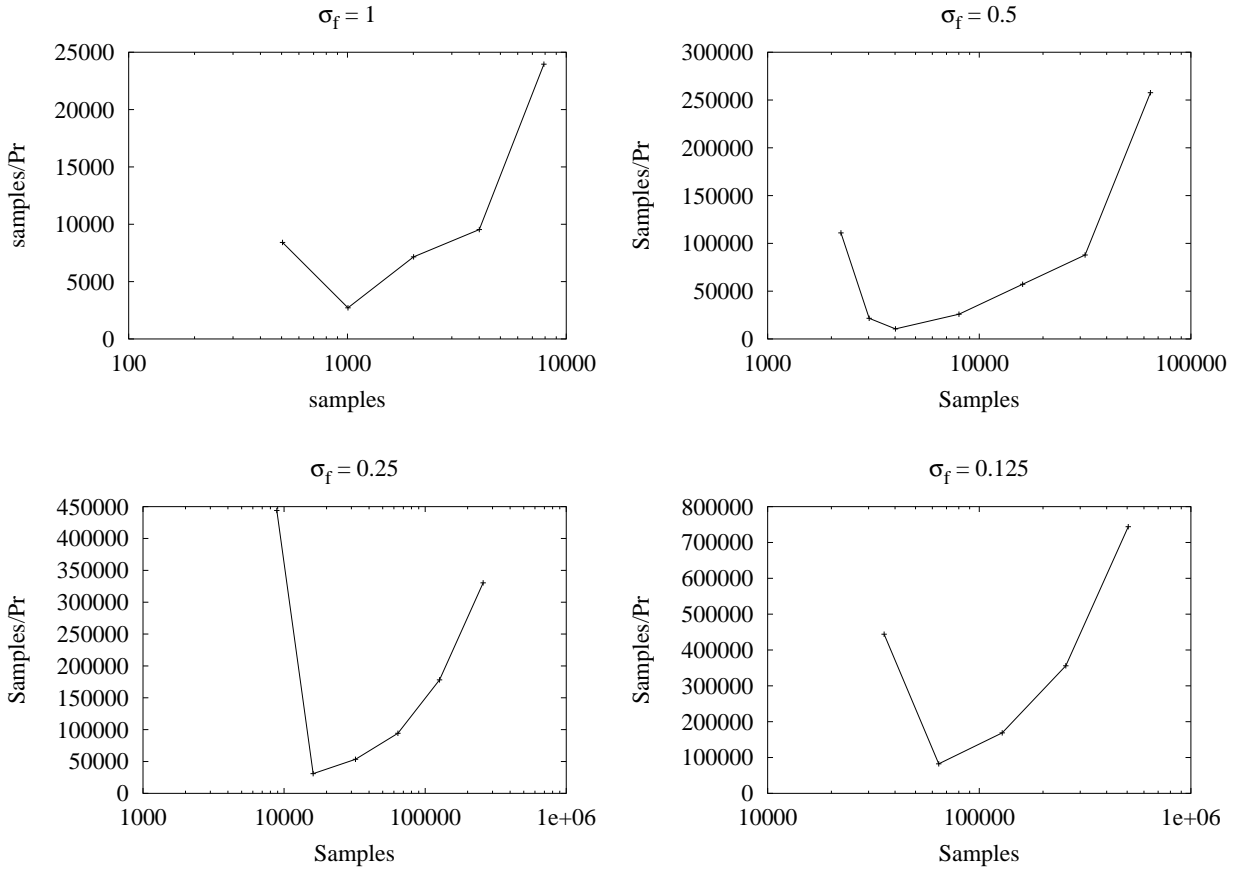 σf = 1
25000
20000
15000
10000
5000
0
samples/Pr
100 1000 10000
samples
σf = 0.5
300000
250000
200000
150000
100000
50000
0
Samples/Pr
1000 10000 100000
Samples
σf = 0.25
450000
400000
350000
300000
250000
200000
150000
100000
50000
0
Samples/Pr
1000 10000 100000 1e+06
Samples
σf = 0.125
800000
700000
600000
500000
400000
300000
200000
100000
0
Samples/Pr
10000 100000 1e+06
Samples